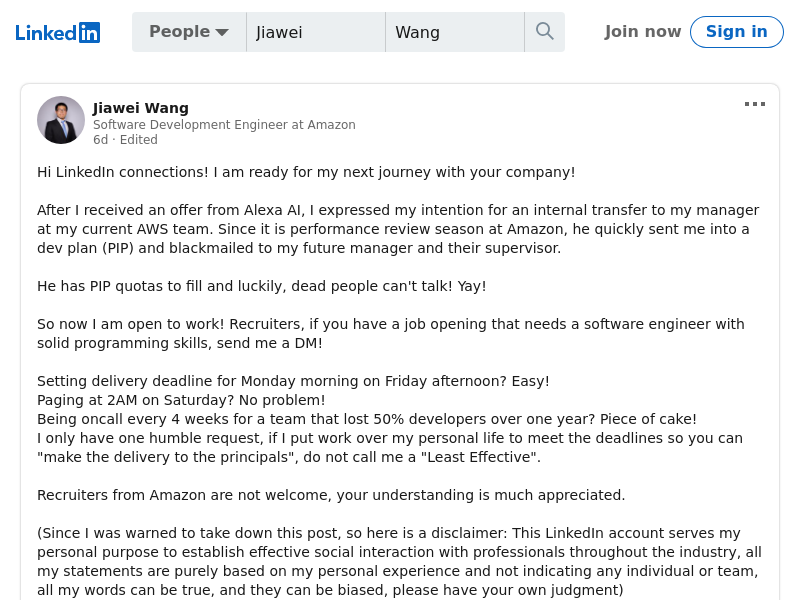 LinkedIn People Jiawei Wang Join now Sign in
Jiawei Wang
Software Development Engineer at Amazon
6d · Edited
Hi LinkedIn connections! I am ready for my next journey with your company!
After I received an offer from Alexa AI, I expressed my intention for an internal transfer to my manager
at my current AWS team. Since it is performance review season at Amazon, he quickly sent me into a
dev plan (PIP) and blackmailed to my future manager and their supervisor.
He has PIP quotas to fill and luckily, dead people can't talk! Yay!
So now I am open to work! Recruiters, if you have a job opening that needs a software engineer with
solid programming skills, send me a DM!
Setting delivery deadline for Monday morning on Friday afternoon? Easy!
Paging at 2AM on Saturday? No problem!
Being oncall every 4 weeks for a team that lost 50% developers over one year? Piece of cake!
I only have one humble request, if I put work over my personal life to meet the deadlines so you can
"make the delivery to the principals", do not call me a "Least Effective".
Recruiters from Amazon are not welcome, your understanding is much appreciated.
(Since I was warned to take down this post, so here is a disclaimer: This LinkedIn account serves my
personal purpose to establish effective social interaction with professionals throughout the industry, all
my statements are purely based on my personal experience and not indicating any individual or team,
all my words can be true, and they can be biased, please have your own judgment)